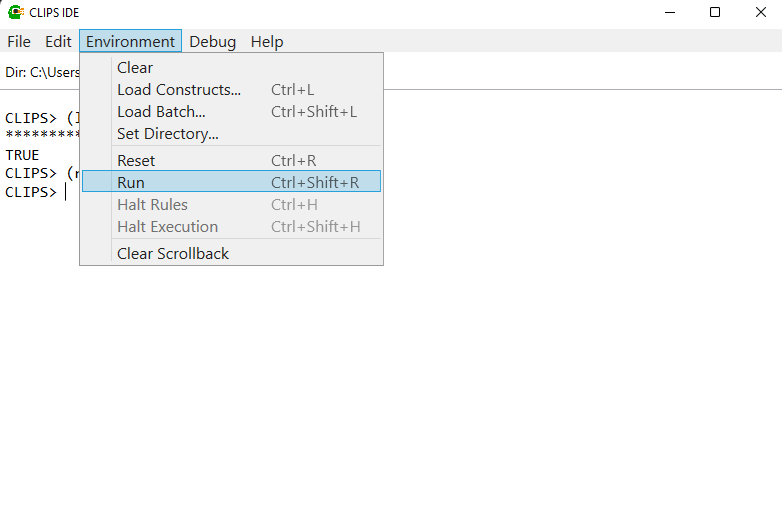 CLIPS IDE
File Edit Environment Debug Help
Dir: C:\Users
Clear
Load Constructs... Ctrl+L
Load Batch... Ctrl+Shift+L
Set Directory...
Reset Ctrl+R
Run Ctrl+Shift+R
Halt Rules Ctrl+H
Halt Execution Ctrl+Shift+H
Clear Scrollback
CLIPS> (
*********
TRUE
CLIPS> (r
CLIPS>